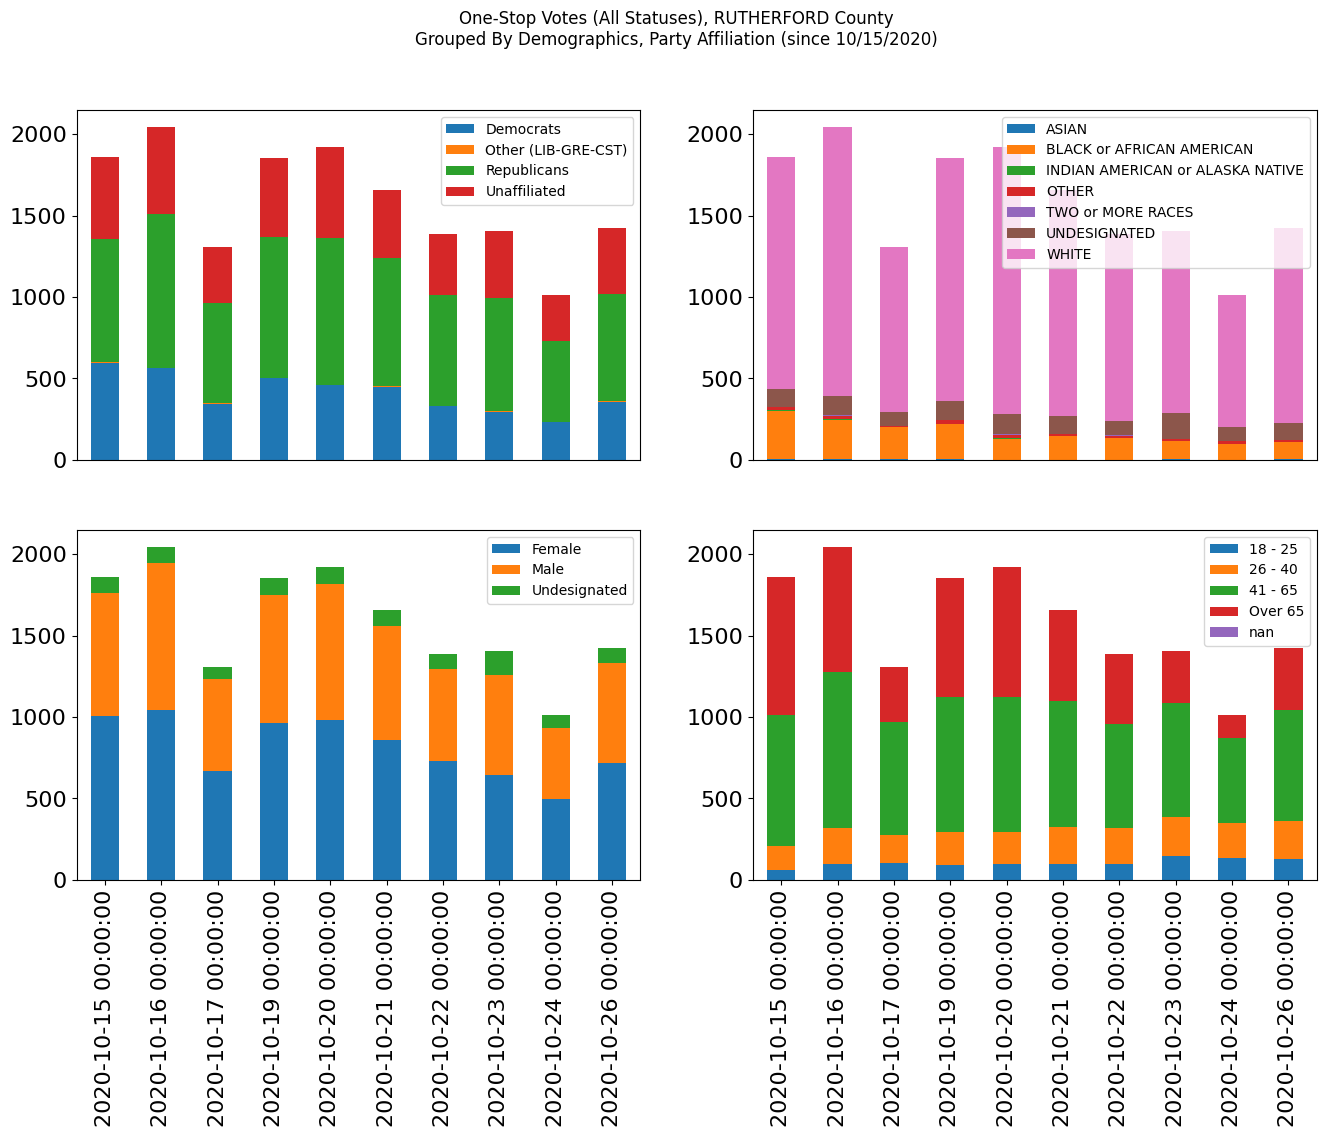 One-Stop Votes (All Statuses), RUTHERFORD County
Grouped By Demographics, Party Affiliation (since 10/15/2020)
2000
1500
1000
500
0
Democrats
Other (LIB-GRE-CST)
Republicans
Unaffiliated
2000
1500
1000
500
0
ASIAN
BLACK or AFRICAN AMERICAN
INDIAN AMERICAN or ALASKA NATIVE
OTHER
TWO or MORE RACES
UNDESIGNATED
WHITE
2000
1500
1000
500
0
Female
Male
Undesignated
2020-10-15 00:00:00
2020-10-16 00:00:00
2020-10-17 00:00:00
2020-10-19 00:00:00
2020-10-20 00:00:00
2020-10-21 00:00:00
2020-10-22 00:00:00
2020-10-23 00:00:00
2020-10-24 00:00:00
2020-10-26 00:00:00
2000
1500
1000
500
0
18 - 25
26 - 40
41 - 65
Over 65
nan
2020-10-15 00:00:00
2020-10-16 00:00:00
2020-10-17 00:00:00
2020-10-19 00:00:00
2020-10-20 00:00:00
2020-10-21 00:00:00
2020-10-22 00:00:00
2020-10-23 00:00:00
2020-10-24 00:00:00
2020-10-26 00:00:00